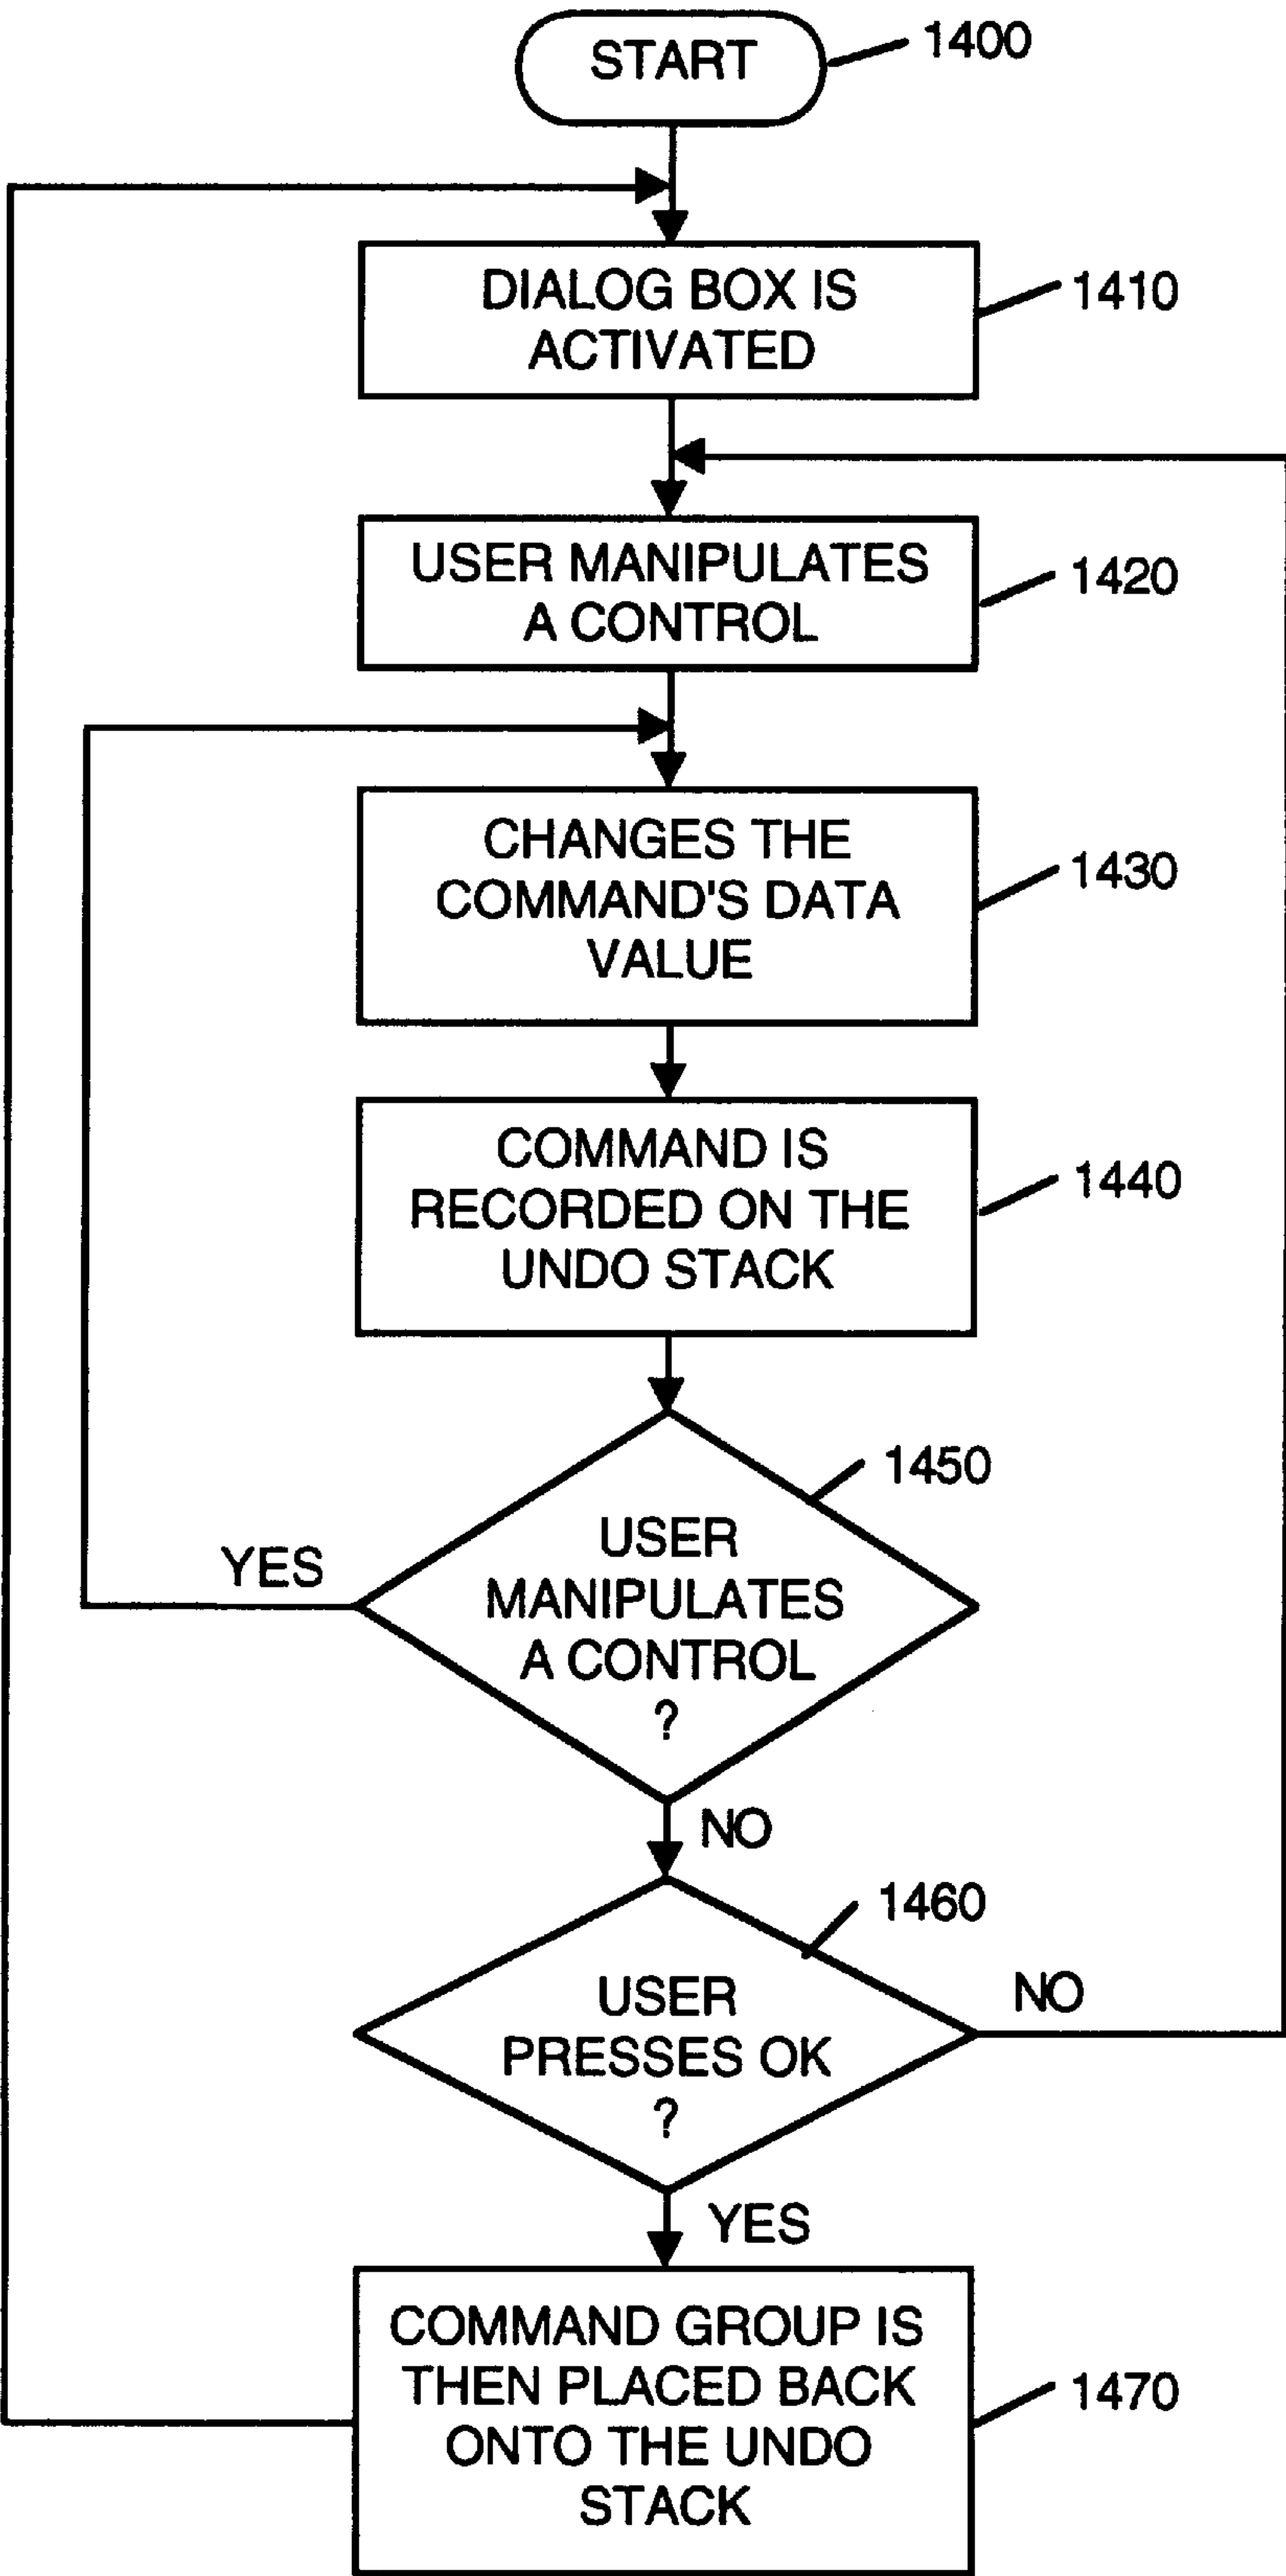 START
1400
DIALOG BOX IS
ACTIVATED
1410
USER MANIPULATES
A CONTROL
1420
CHANGES THE
COMMAND'S DATA
VALUE
1430
COMMAND IS
RECORDED ON THE
UNDO STACK
1440
1450
USER
MANIPULATES
A CONTROL
?
YES
NO
1460
USER
PRESSES OK
?
NO
YES
COMMAND GROUP IS
THEN PLACED BACK
ONTO THE UNDO
STACK
1470